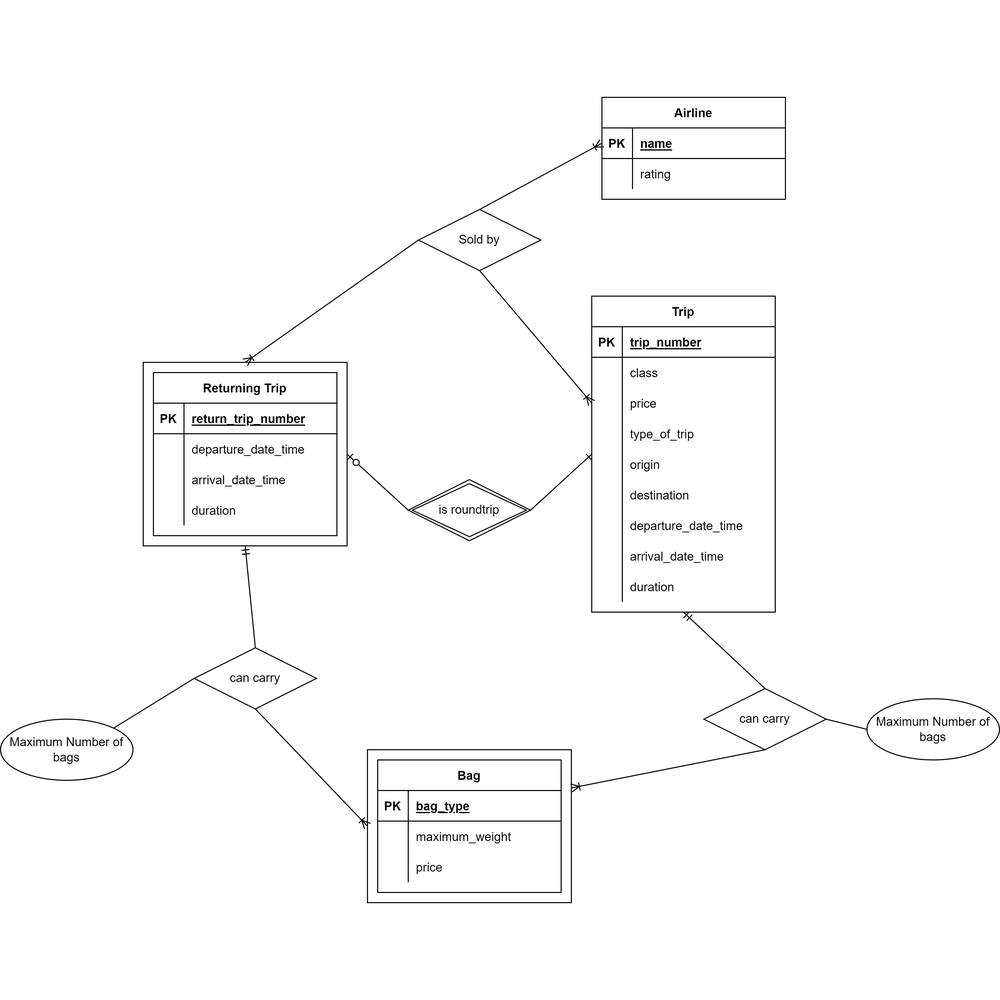 Airline
PK name
rating
Sold by
Trip
PK trip_number
class
price
type_of_trip
origin
destination
departure_date_time
arrival_date_time
duration
Returning Trip
PK return_trip_number
departure_date_time
arrival_date_time
duration
is roundtrip
can carry
Maximum Number of
bags
can carry
Maximum Number of
bags
Bag
PK bag_type
maximum_weight
price